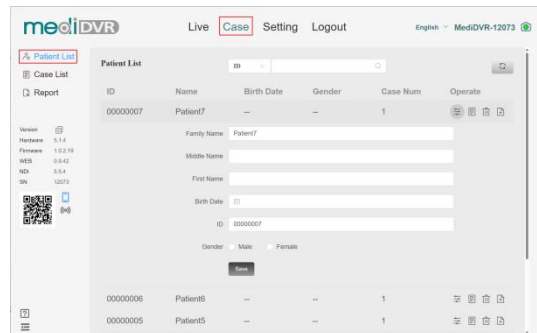 mediDVR
Live Case Setting Logout
English MediDVR-12073
Patient List
Case List
Report
Version
Hardware 5.1.4
Firmware 1.0.2.19
WEB 0.9.42
NDI 5.5.4
SN 12073
Patient List
ID
ID Name Birth Date Gender Case Num Operate
00000007 Patient7 -- -- 1
Family Name Patient7
Middle Name
First Name
Birth Date
ID 00000007
Gender Male Female
Save
00000006 Patient6 -- -- 1
00000005 Patient5 -- -- 1